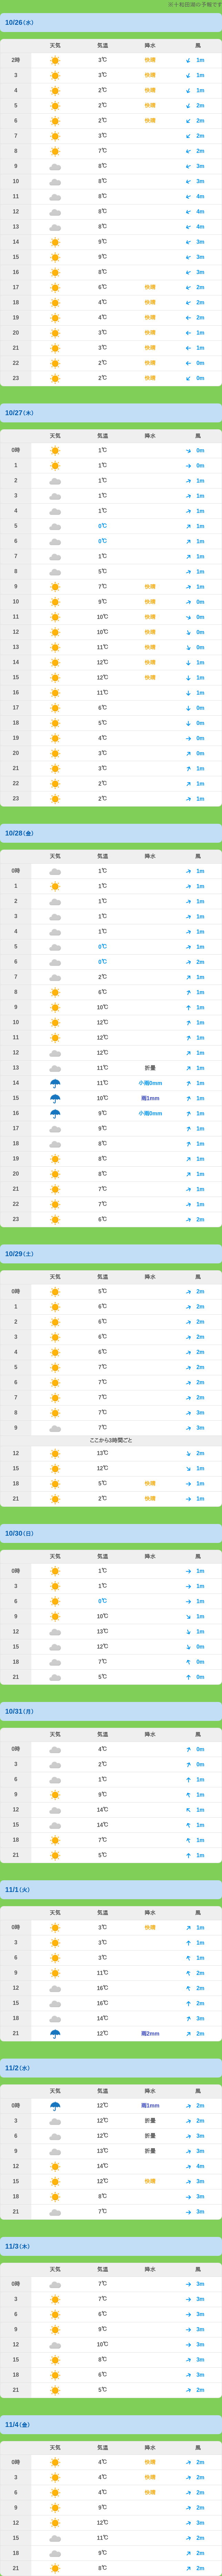 ※十和田湖の予報です
10/26(水)
天気 気温 降水 風
2時 3℃ 快晴 1m
3 3℃ 快晴 1m
4 2℃ 快晴 1m
5 2℃ 快晴 2m
6 2℃ 快晴 2m
7 3℃ 2m
8 7℃ 2m
9 8℃ 3m
10 8℃ 3m
11 8℃ 4m
12 8℃ 4m
13 8℃ 4m
14 9℃ 3m
15 9℃ 3m
16 8℃ 3m
17 6℃ 快晴 2m
18 4℃ 快晴 2m
19 4℃ 快晴 2m
20 3℃ 快晴 1m
21 3℃ 快晴 1m
22 2℃ 快晴 0m
23 2℃ 快晴 0m
10/27(木)
天気 気温 降水 風
0時 1℃ 0m
1 1℃ 0m
2 1℃ 1m
3 1℃ 1m
4 1℃ 1m
5 0℃ 1m
6 0℃ 1m
7 1℃ 1m
8 5℃ 1m
9 7℃ 快晴 1m
10 9℃ 快晴 0m
11 10℃ 快晴 0m
12 10℃ 快晴 0m
13 11℃ 快晴 0m
14 12℃ 快晴 1m
15 12℃ 快晴 1m
16 11℃ 1m
17 6℃ 0m
18 5℃ 0m
19 4℃ 0m
20 3℃ 0m
21 3℃ 1m
22 2℃ 1m
23 2℃ 1m
10/28(金)
天気 気温 降水 風
0時 1℃ 1m
1 1℃ 1m
2 1℃ 1m
3 1℃ 1m
4 1℃ 1m
5 0℃ 1m
6 0℃ 2m
7 2℃ 1m
8 6℃ 1m
9 10℃ 1m
10 12℃ 1m
11 12℃ 1m
12 12℃ 1m
13 11℃ 折曇 1m
14 11℃ 小雨0mm 1m
15 10℃ 雨1mm 1m
16 9℃ 小雨0mm 1m
17 9℃ 1m
18 8℃ 1m
19 8℃ 1m
20 8℃ 1m
21 7℃ 1m
22 7℃ 1m
23 6℃ 2m
10/29(土)
天気 気温 降水 風
0時 5℃ 2m
1 6℃ 2m
2 6℃ 2m
3 6℃ 2m
4 6℃ 2m
5 7℃ 2m
6 7℃ 2m
7 7℃ 2m
8 7℃ 3m
9 7℃ 3m
ここから3時間ごと
12 13℃ 2m
15 12℃ 1m
18 5℃ 快晴 1m
21 2℃ 快晴 1m
10/30(日)
天気 気温 降水 風
0時 1℃ 1m
3 1℃ 1m
6 0℃ 1m
9 10℃ 1m
12 13℃ 1m
15 12℃ 0m
18 7℃ 0m
21 5℃ 0m
10/31(月)
天気 気温 降水 風
0時 4℃ 0m
3 2℃ 0m
6 1℃ 1m
9 9℃ 1m
12 14℃ 1m
15 14℃ 1m
18 7℃ 1m
21 5℃ 1m
11/1(火)
天気 気温 降水 風
0時 3℃ 快晴 1m
3 3℃ 1m
6 3℃ 1m
9 11℃ 2m
12 16℃ 2m
15 16℃ 2m
18 14℃ 3m
21 12℃ 雨2mm 2m
11/2(水)
天気 気温 降水 風
0時 12℃ 雨1mm 2m
3 12℃ 折曇 2m
6 12℃ 折曇 3m
9 13℃ 折曇 3m
12 14℃ 4m
15 12℃ 快晴 3m
18 8℃ 3m
21 7℃ 3m
11/3(木)
天気 気温 降水 風
0時 7℃ 3m
3 7℃ 3m
6 6℃ 3m
9 9℃ 3m
12 10℃ 3m
15 8℃ 3m
18 6℃ 3m
21 5℃ 2m
11/4(金)
天気 気温 降水 風
0時 4℃ 快晴 2m
3 4℃ 快晴 2m
6 4℃ 快晴 2m
9 9℃ 2m
12 12℃ 3m
15 11℃ 2m
18 9℃ 2m
21 8℃ 2m